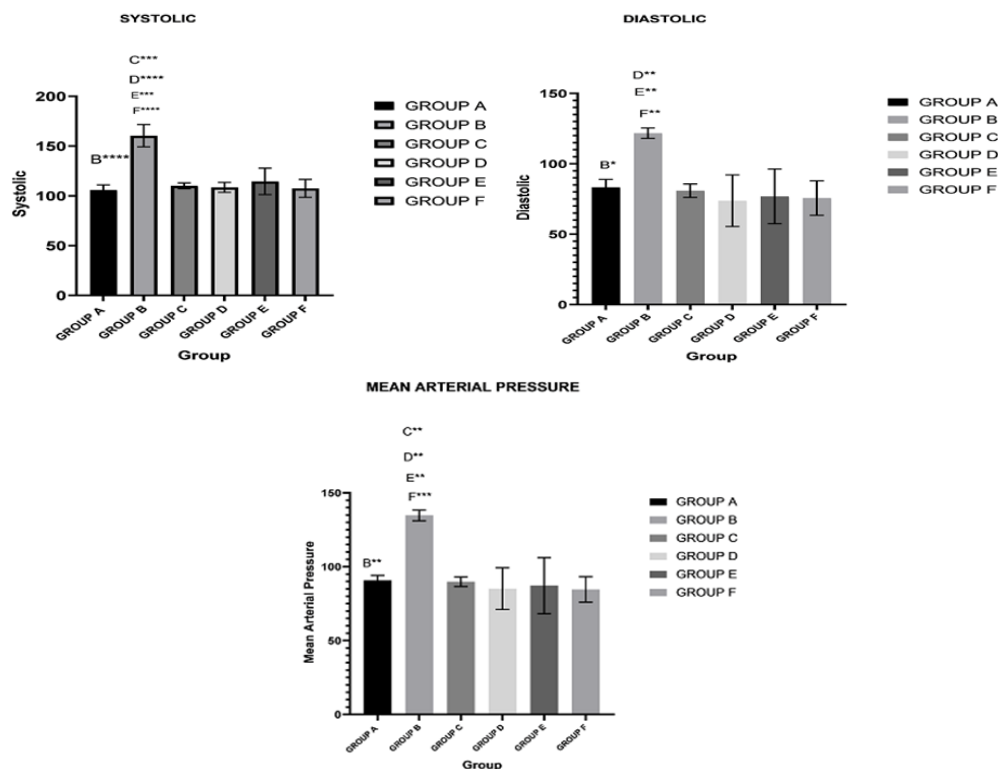 SYSTOLIC
C***
D****
E***
F****
B****
200
150
100
50
0
Systolic
GROUP A
GROUP B
GROUP C
GROUP D
GROUP E
GROUP F
Group
GROUP A
GROUP B
GROUP C
GROUP D
GROUP E
GROUP F
DIASTOLIC
D**
E**
F**
B*
150
100
50
0
Diastolic
GROUP A
GROUP B
GROUP C
GROUP D
GROUP E
GROUP F
Group
GROUP A
GROUP B
GROUP C
GROUP D
GROUP E
GROUP F
MEAN ARTERIAL PRESSURE
C**
D**
E**
F***
B**
150
100
50
0
Mean Arterial Pressure
GROUP A
GROUP B
GROUP C
GROUP D
GROUP E
GROUP F
Group
GROUP A
GROUP B
GROUP C
GROUP D
GROUP E
GROUP F